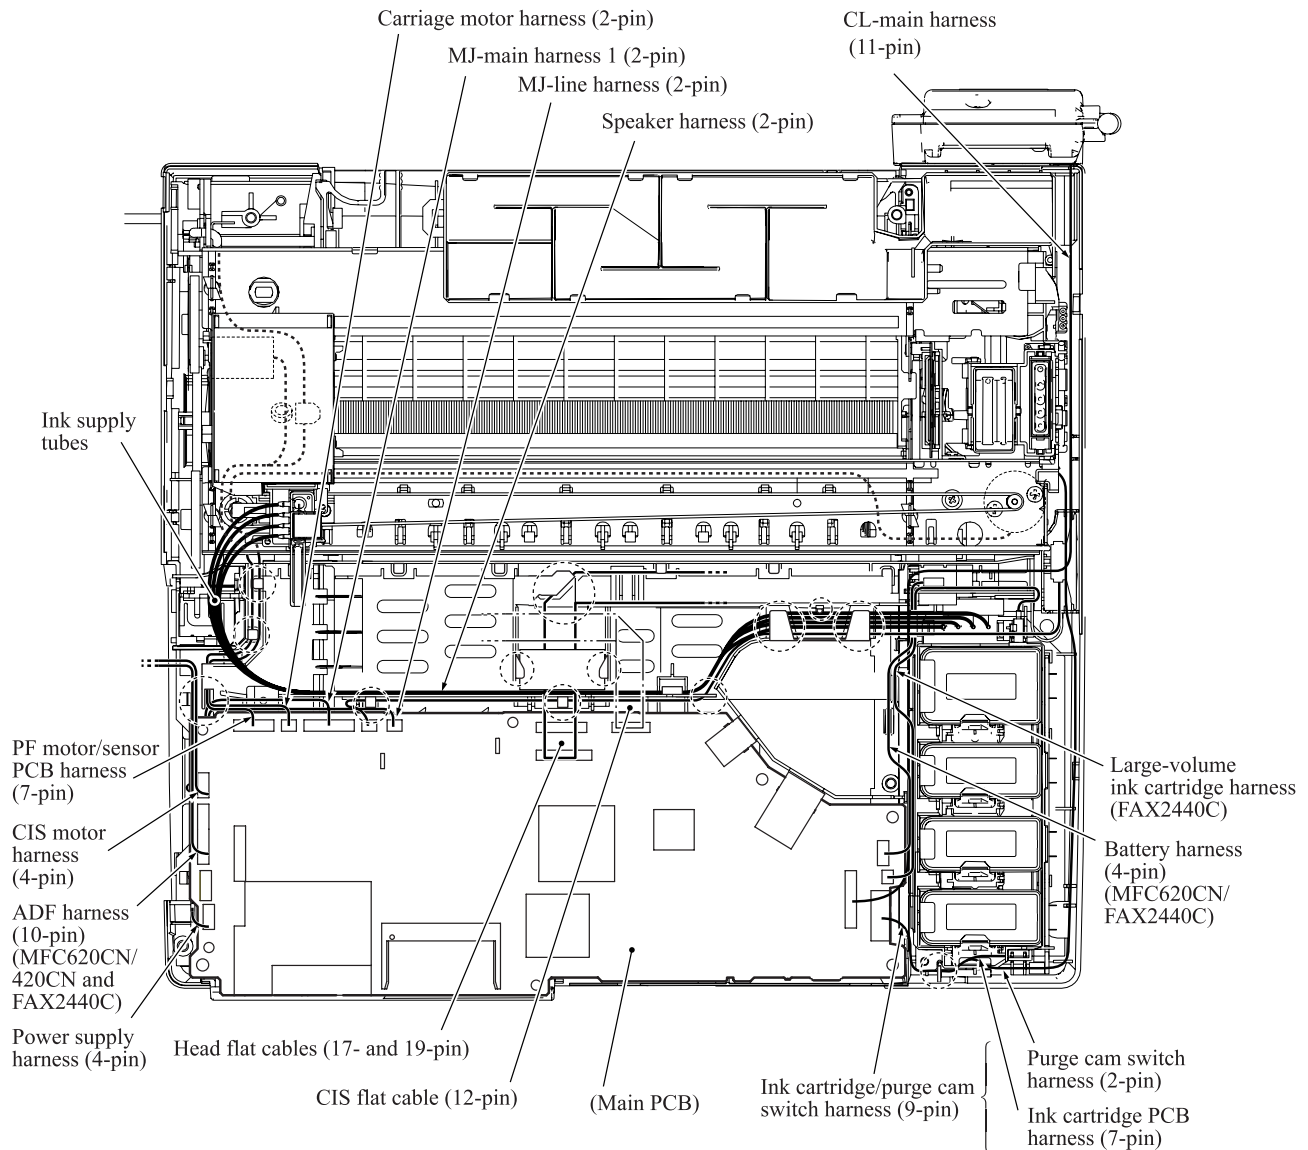 Carriage motor harness (2-pin)
MJ-main harness 1 (2-pin)
MJ-line harness (2-pin)
Speaker harness (2-pin)
CL-main harness
(11-pin)
Ink supply
tubes
PF motor/sensor
PCB harness
(7-pin)
CIS motor
harness
(4-pin)
ADF harness
(10-pin)
(MFC620CN/
420CN and
FAX2440C)
Power supply
harness (4-pin)
Head flat cables (17- and 19-pin)
CIS flat cable (12-pin)
(Main PCB)
Ink cartridge/purge cam
switch harness (9-pin)
Large-volume
ink cartridge harness
(FAX2440C)
Battery harness
(4-pin)
(MFC620CN/
FAX2440C)
Purge cam switch
harness (2-pin)
Ink cartridge PCB
harness (7-pin)